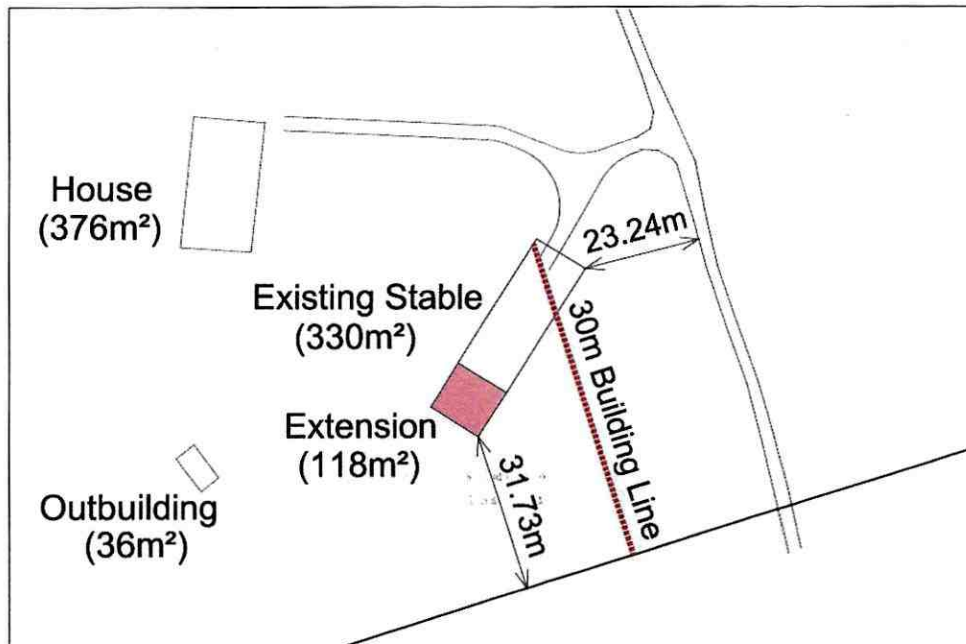 House
(376m²)
23.24m
Existing Stable
(330m²)
30m Building Line
Extension
(118m²)
31.73m
Outbuilding
(36m²)